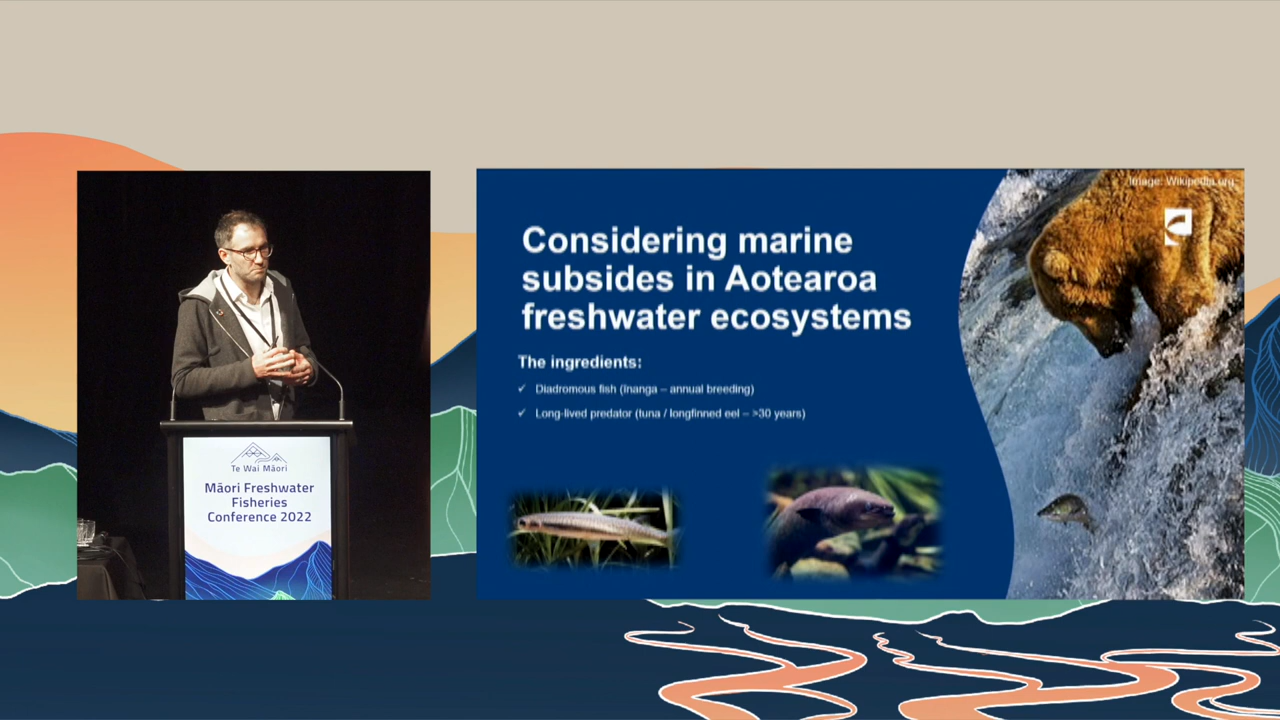 Te Wai Māori
Māori Freshwater
Fisheries
Conference 2022
Image: Wikipedia.org
Considering marine
subsides in Aotearoa
freshwater ecosystems
The ingredients:
✓ Diadromous fish (īnanga – annual breeding)
✓ Long-lived predator (tuna / longfinned eel – >30 years)